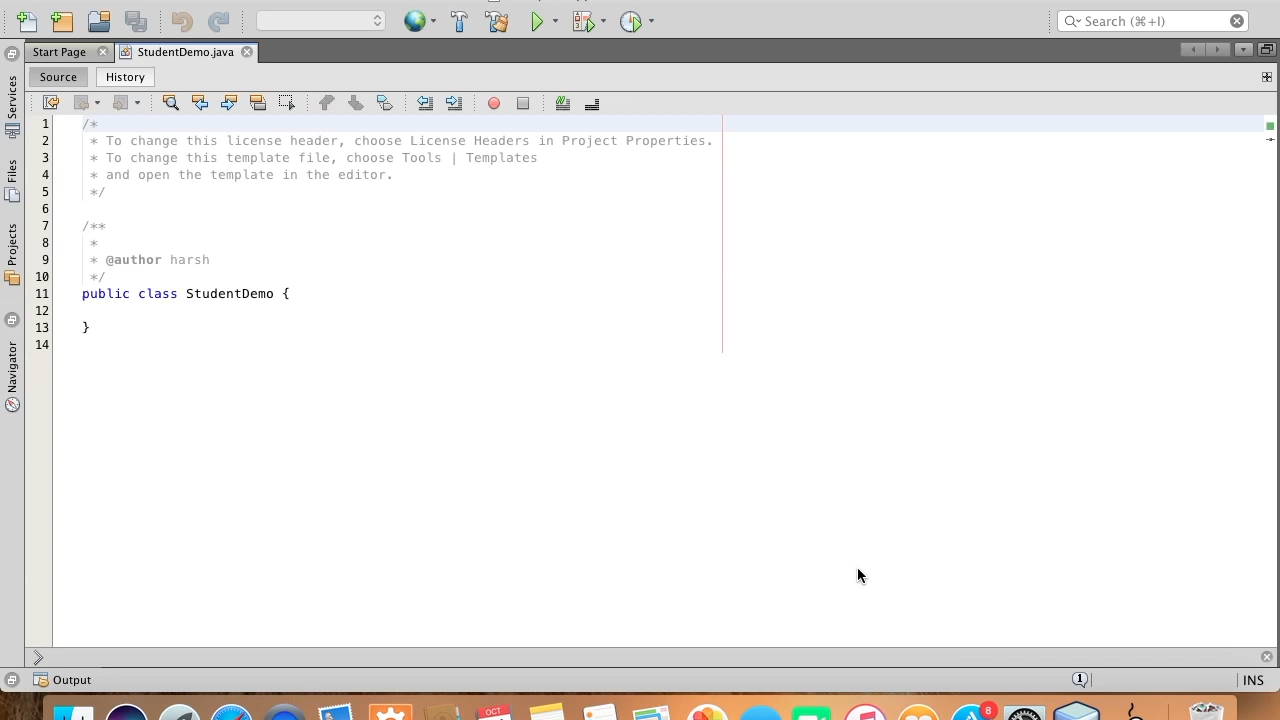 Search (⌘+I)
Start Page
StudentDemo.java
Source
History
Services
Files
Projects
Navigator
1 /*
2 * To change this license header, choose License Headers in Project Properties.
3 * To change this template file, choose Tools | Templates
4 * and open the template in the editor.
5 */
6
7 /**
8 *
9 * @author harsh
10 */
11 public class StudentDemo {
12
13 }
14
Output
1
INS
OCT
8